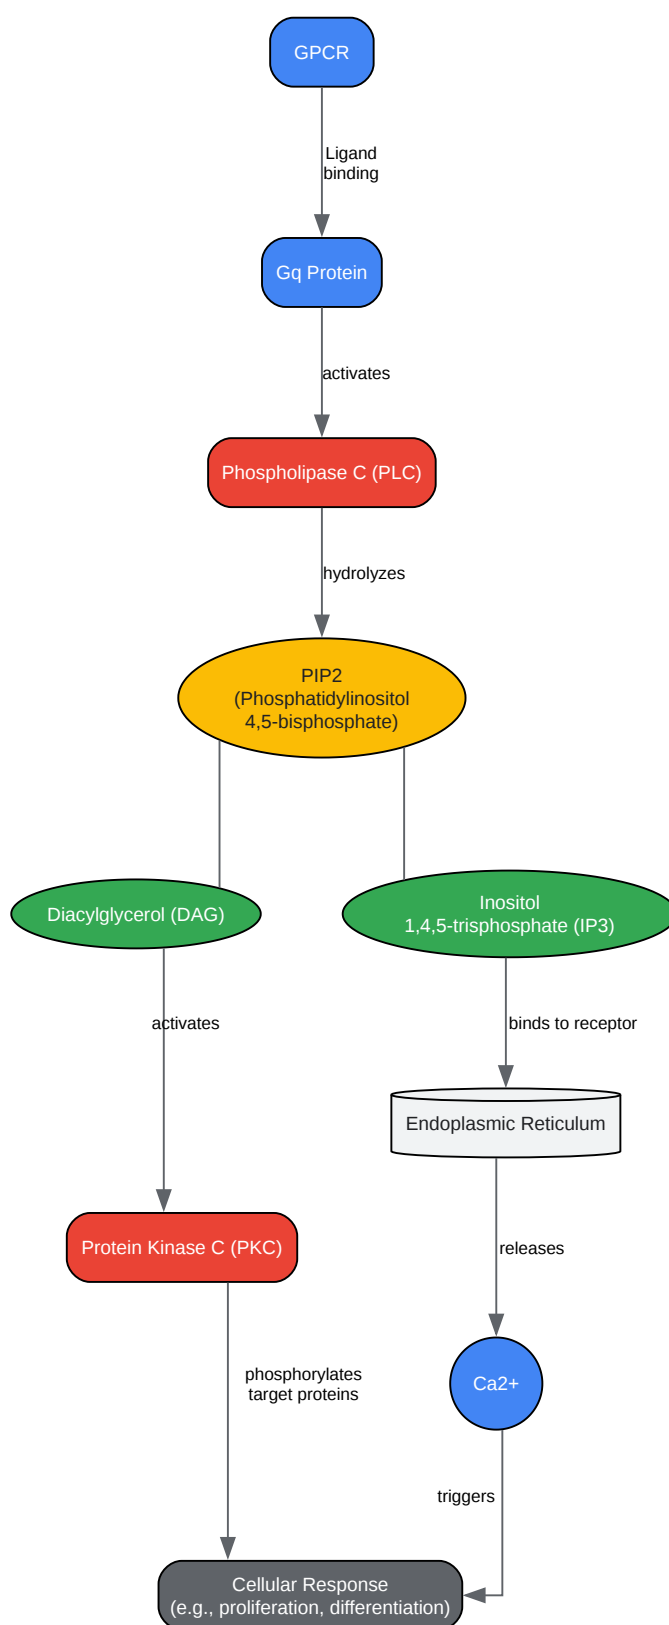 GPCR
Ligand
binding
Gq Protein
activates
Phospholipase C (PLC)
hydrolyzes
PIP2
(Phosphatidylinositol
4,5-bisphosphate)
Diacylglycerol (DAG)
Inositol
1,4,5-trisphosphate (IP3)
activates
binds to receptor
Endoplasmic Reticulum
Protein Kinase C (PKC)
releases
phosphorylates
target proteins
Ca2+
triggers
Cellular Response
(e.g., proliferation, differentiation)